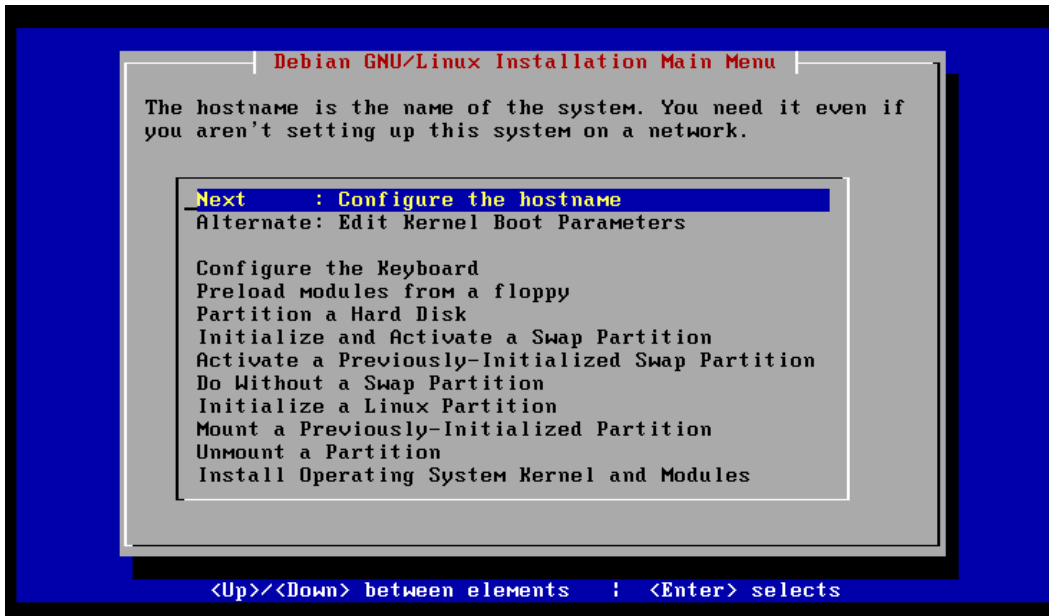 Debian GNU/Linux Installation Main Menu
The hostname is the name of the system. You need it even if
you aren't setting up this system on a network.
Next     : Configure the hostname
Alternate: Edit Kernel Boot Parameters
Configure the Keyboard
Preload modules from a floppy
Partition a Hard Disk
Initialize and Activate a Swap Partition
Activate a Previously-Initialized Swap Partition
Do Without a Swap Partition
Initialize a Linux Partition
Mount a Previously-Initialized Partition
Unmount a Partition
Install Operating System Kernel and Modules
<Up>/<Down> between elements   ¦  <Enter> selects